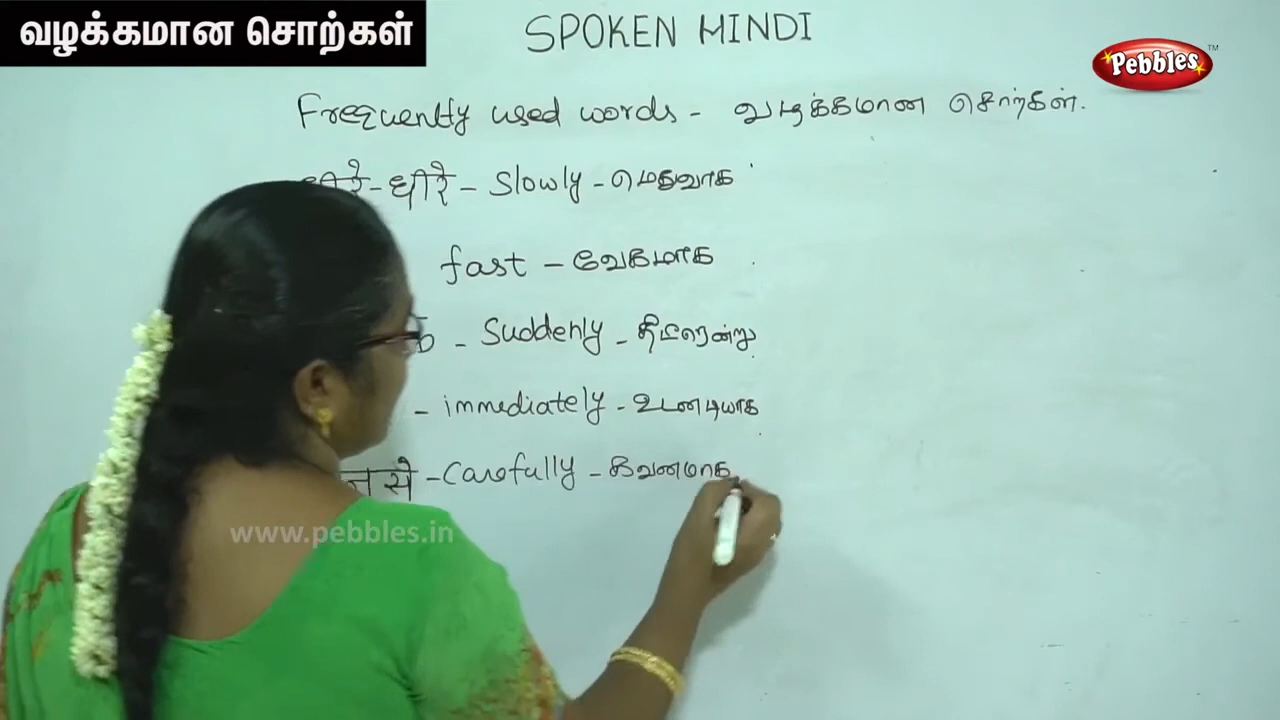 வழக்கமான சொற்கள்
SPOKEN HINDI
Pebbles TM
Frequently used words - வழக்கமான சொற்கள்.
धीरे - धीरे - Slowly - மெதுவாக
fast - வேகமாக
- Suddenly - திடீரென்று
- immediately - உடனடியாக
से - Carefully - கவனமாக
www.pebbles.in